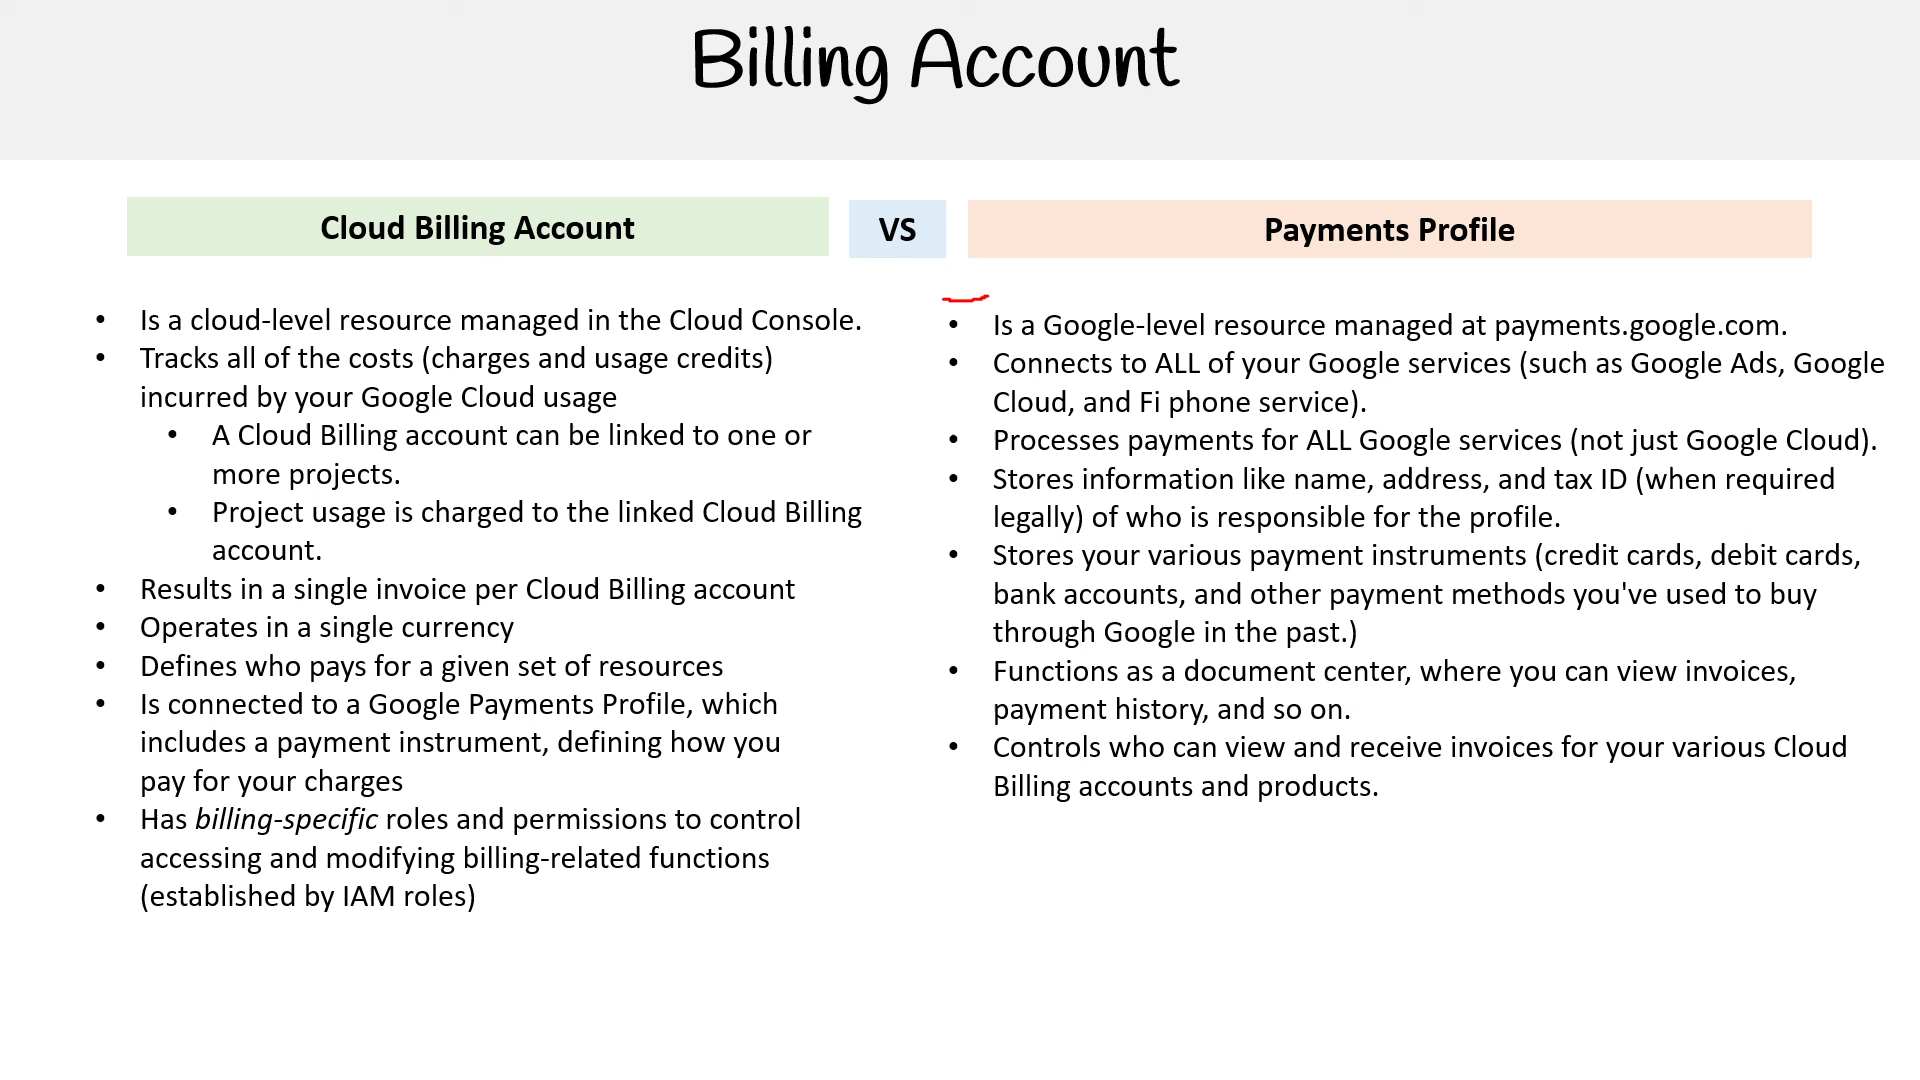 Billing Account
Cloud Billing Account
VS
Payments Profile
• Is a cloud-level resource managed in the Cloud Console.
• Tracks all of the costs (charges and usage credits)
incurred by your Google Cloud usage
• A Cloud Billing account can be linked to one or
more projects.
• Project usage is charged to the linked Cloud Billing
account.
• Results in a single invoice per Cloud Billing account
• Operates in a single currency
• Defines who pays for a given set of resources
• Is connected to a Google Payments Profile, which
includes a payment instrument, defining how you
pay for your charges
• Has billing-specific roles and permissions to control
accessing and modifying billing-related functions
(established by IAM roles)
• Is a Google-level resource managed at payments.google.com.
• Connects to ALL of your Google services (such as Google Ads, Google
Cloud, and Fi phone service).
• Processes payments for ALL Google services (not just Google Cloud).
• Stores information like name, address, and tax ID (when required
legally) of who is responsible for the profile.
• Stores your various payment instruments (credit cards, debit cards,
bank accounts, and other payment methods you've used to buy
through Google in the past.)
• Functions as a document center, where you can view invoices,
payment history, and so on.
• Controls who can view and receive invoices for your various Cloud
Billing accounts and products.